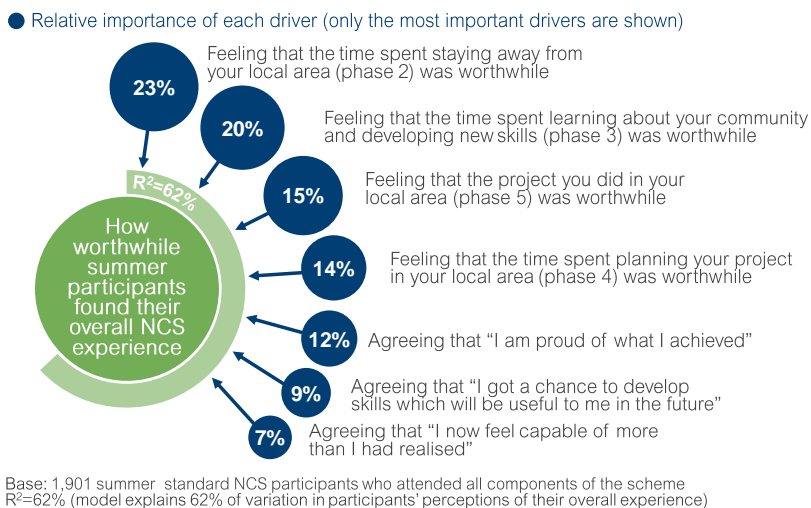 Relative importance of each driver (only the most important drivers are shown)
23%
Feeling that the time spent staying away from
your local area (phase 2) was worthwhile
20%
Feeling that the time spent learning about your community
and developing new skills (phase 3) was worthwhile
15%
Feeling that the project you did in your
local area (phase 5) was worthwhile
14%
Feeling that the time spent planning your project
in your local area (phase 4) was worthwhile
12%
Agreeing that “I am proud of what I achieved”
9%
Agreeing that “I got a chance to develop
skills which will be useful to me in the future”
7%
Agreeing that “I now feel capable of more
than I had realised”
R²=62%
How
worthwhile
summer
participants
found their
overall NCS
experience
Base: 1,901 summer standard NCS participants who attended all components of the scheme
R²=62% (model explains 62% of variation in participants’ perceptions of their overall experience)